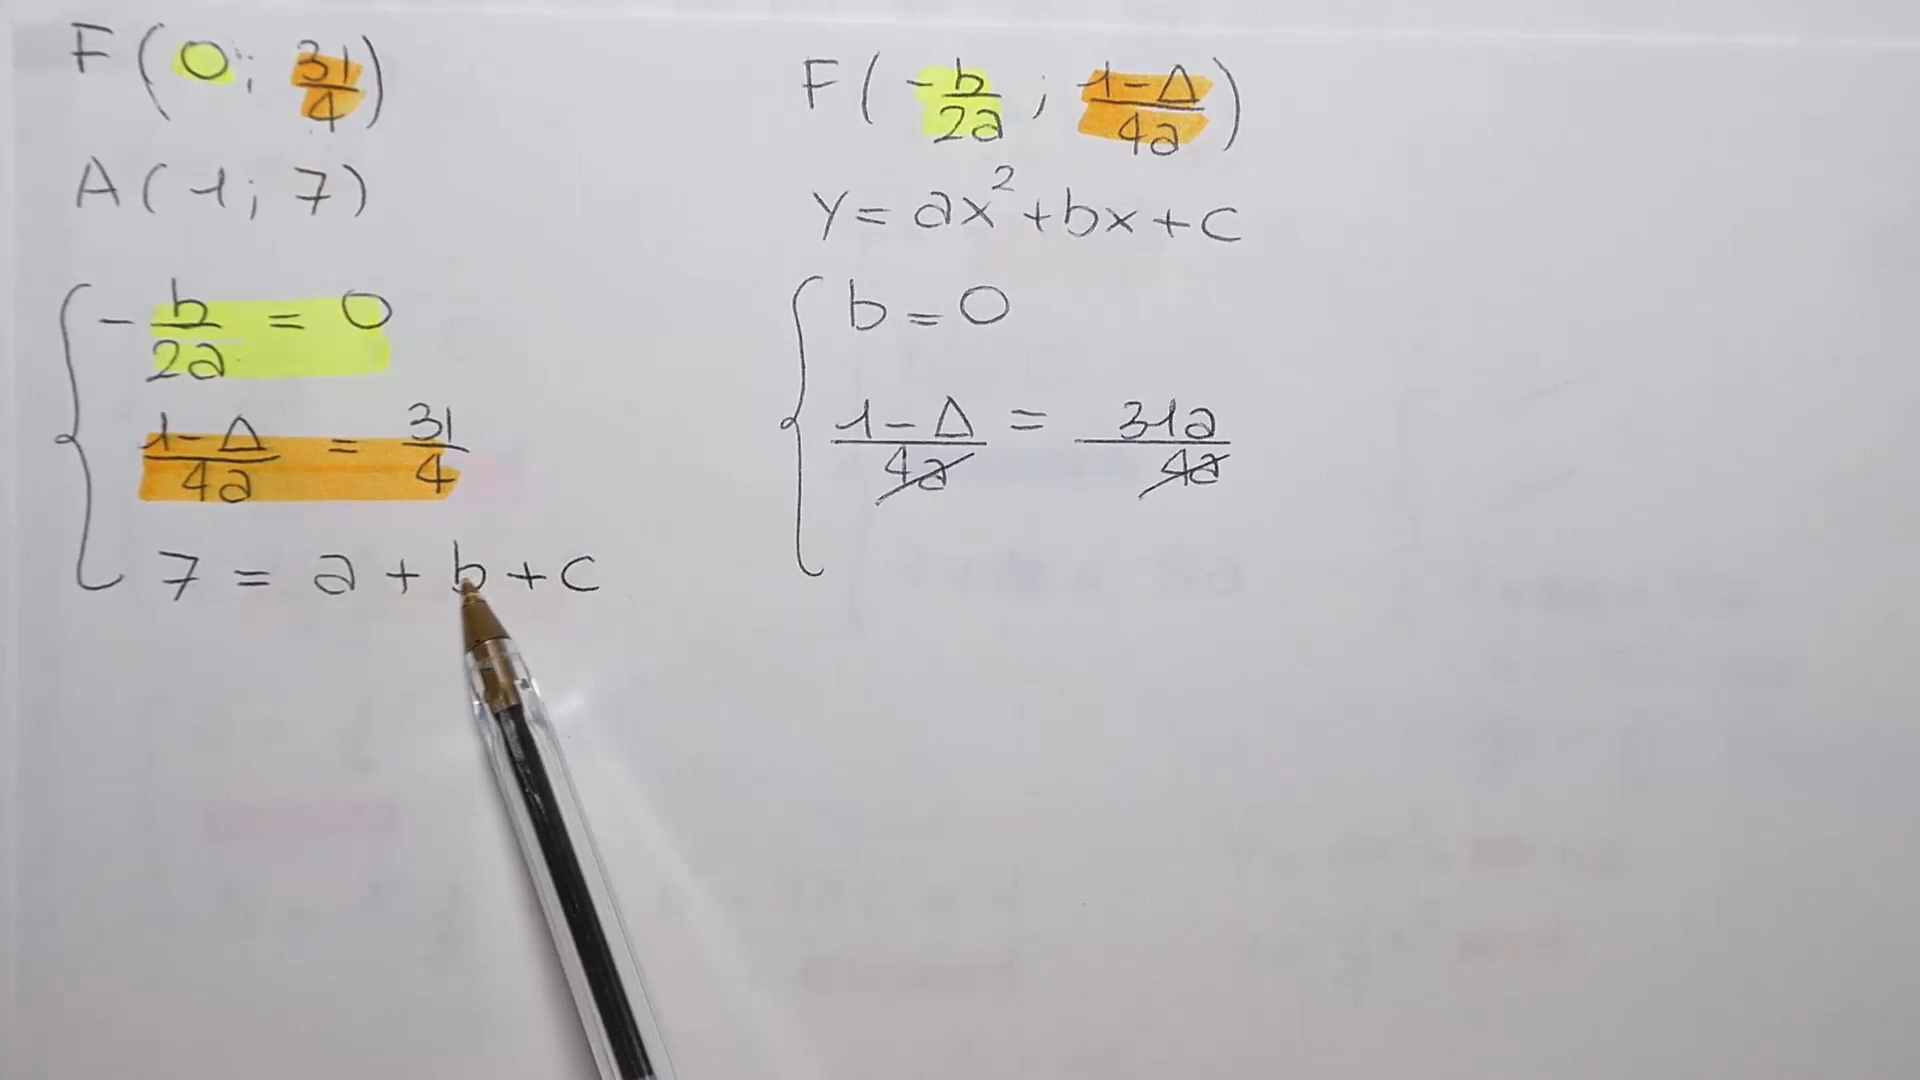 F(0; 31/4)
A(1; 7)
-b/2a = 0
1-Δ/4a = 31/4
7 = a + b + c
F(-b/2a; 1-Δ/4a)
y = ax² + bx + c
b = 0
1-Δ/4a = 31a/4a